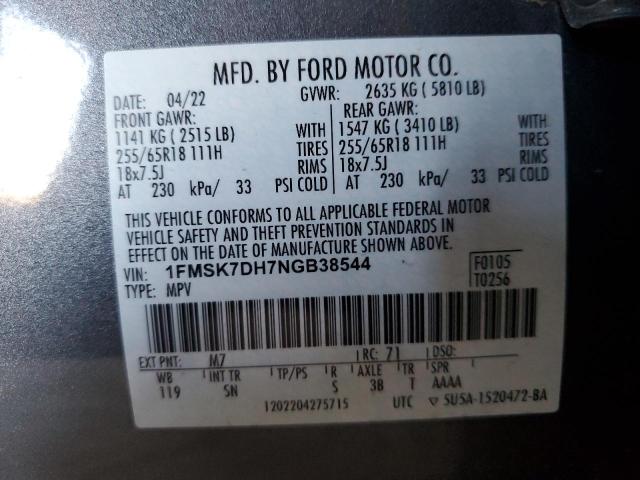 MFD. BY FORD MOTOR CO.
DATE: 04/22 GVWR: 2635 KG ( 5810 LB)
FRONT GAWR: REAR GAWR:
1141 KG ( 2515 LB) WITH 1547 KG ( 3410 LB) WITH
255/65R18 111H TIRES 255/65R18 111H TIRES
18x7.5J RIMS 18x7.5J RIMS
AT 230 kPa/ 33 PSI COLD AT 230 kPa/ 33 PSI COLD
THIS VEHICLE CONFORMS TO ALL APPLICABLE FEDERAL MOTOR
VEHICLE SAFETY AND THEFT PREVENTION STANDARDS IN
EFFECT ON THE DATE OF MANUFACTURE SHOWN ABOVE.
VIN: 1FMSK7DH7NGB38544 F0105
TYPE: MPV T0256
EXT PNT: M7 RC: 71 DSO:
WB INT TR TP/PS R AXLE TR SPR
119 SN S 3B T AAAA
1202204275715 UTC ▽ SU5A-1520472-BA